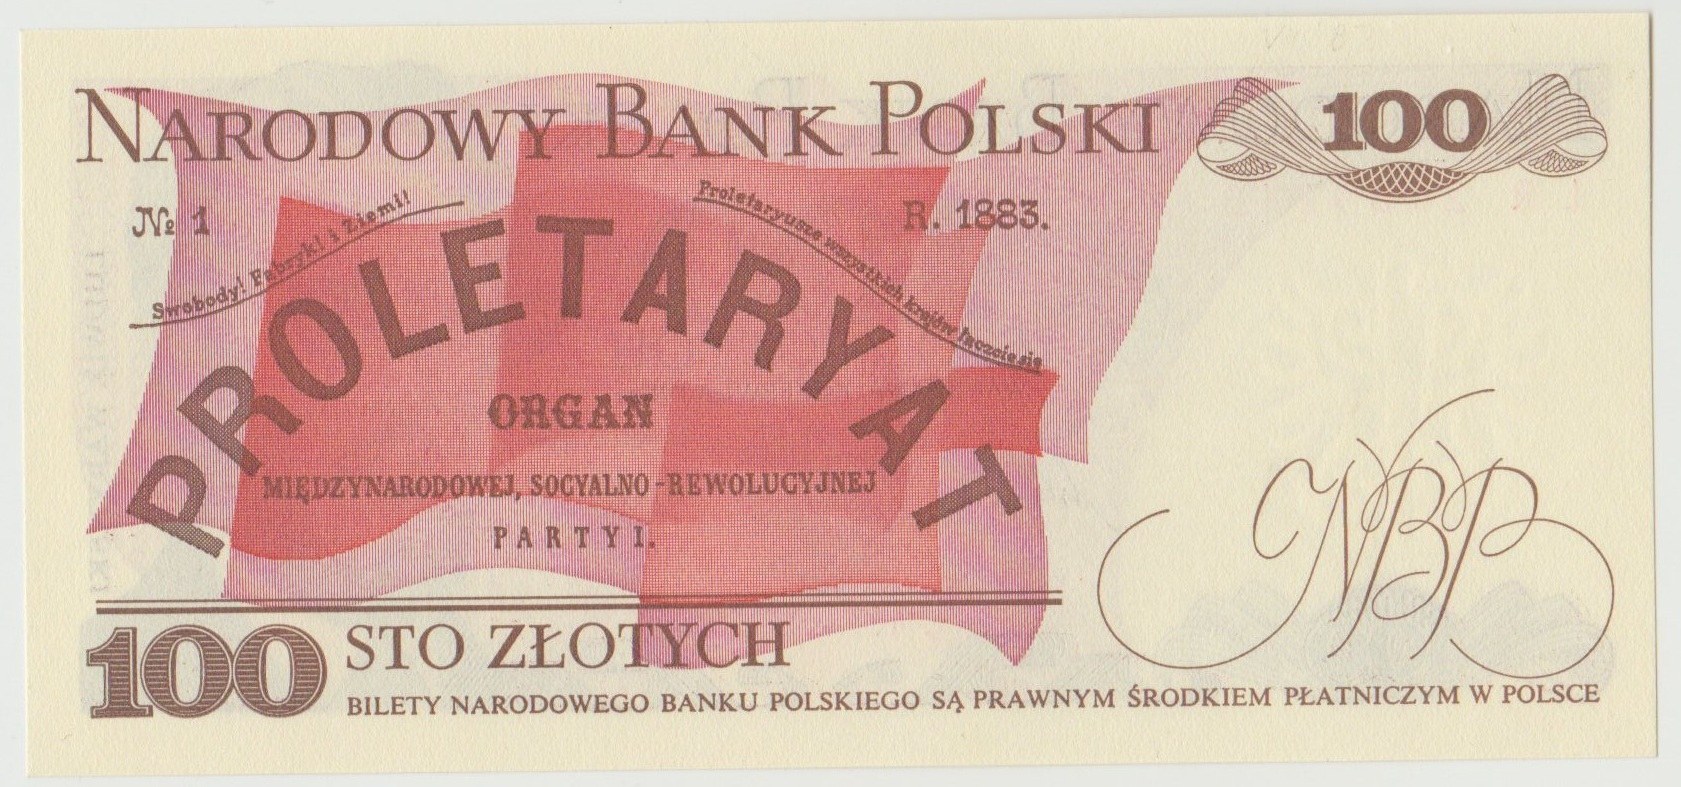 NARODOWY BANK POLSKI
100
№ 1
Swobody! Fabryk! i Ziemi!
Proletaryusze wszystkich krajów łączcie się
R. 1883.
PROLETARYAT
ORGAN
MIĘDZYNARODOWEJ, SOCYALNO-REWOLUCYJNEJ
PARTYI.
NBP
100
STO ZŁOTYCH
BILETY NARODOWEGO BANKU POLSKIEGO SĄ PRAWNYM ŚRODKIEM PŁATNICZYM W POLSCE